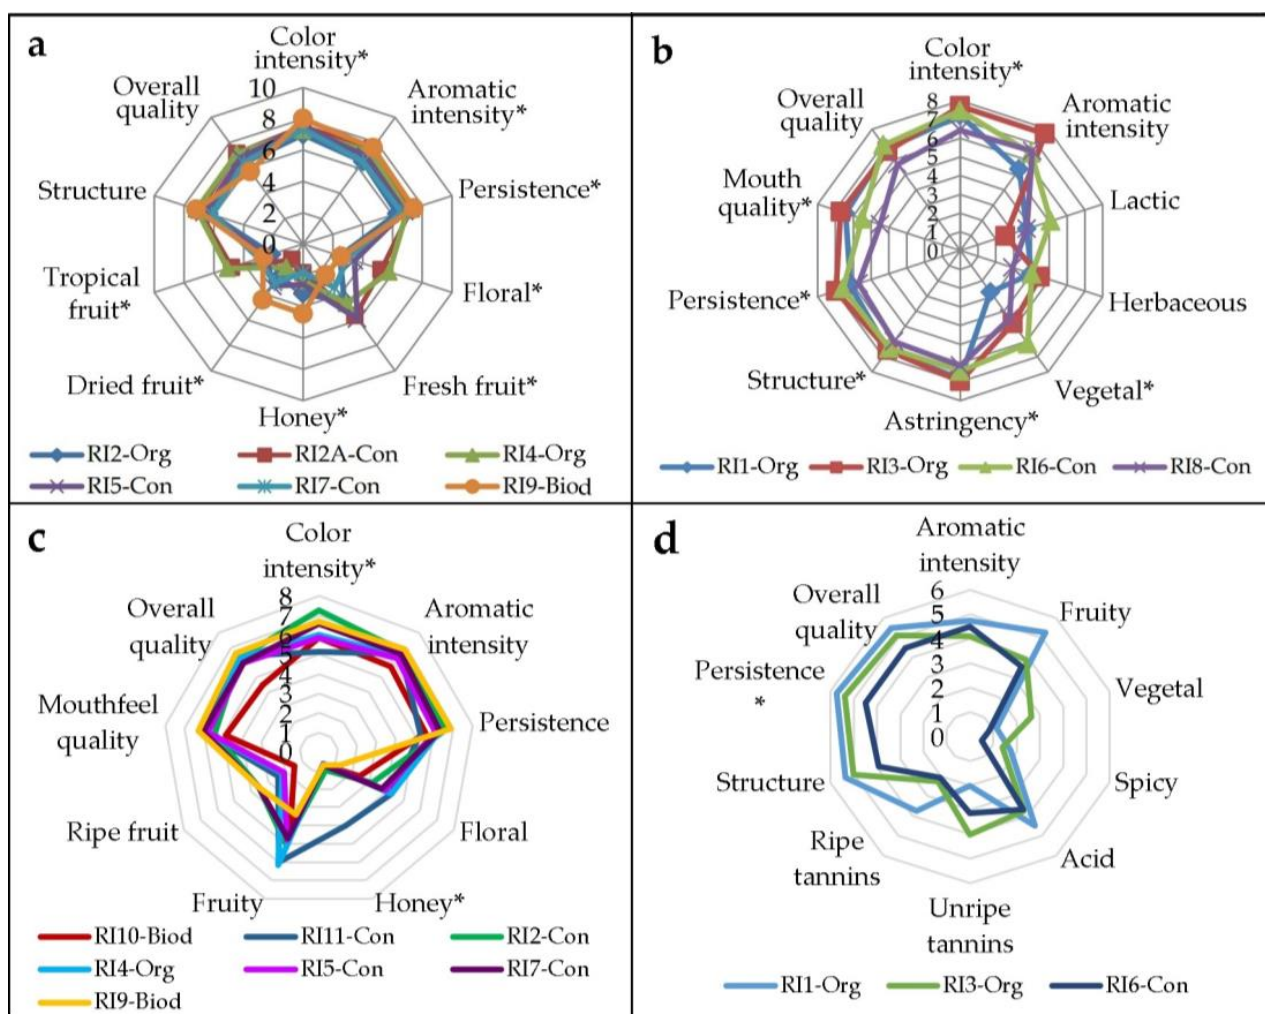 a
Color
intensity*
Aromatic
intensity*
Persistence*
Floral*
Fresh fruit*
Honey*
Dried fruit*
Tropical
fruit*
Structure
Overall
quality
10
8
6
4
2
0
RI2-Org
RI2A-Con
RI4-Org
RI5-Con
RI7-Con
RI9-Biod
b
Color
intensity*
Aromatic
intensity
Lactic
Herbaceous
Vegetal*
Astringency*
Structure*
Persistence*
Mouth
quality*
Overall
quality
8
7
6
5
4
3
2
1
0
RI1-Org
RI3-Org
RI6-Con
RI8-Con
c
Color
intensity*
Aromatic
intensity
Persistence
Floral
Honey*
Fruity
Ripe fruit
Mouthfeel
quality
Overall
quality
8
7
6
5
4
3
2
1
0
RI10-Biod
RI11-Con
RI2-Con
RI4-Org
RI5-Con
RI7-Con
RI9-Biod
d
Aromatic
intensity
Fruity
Vegetal
Spicy
Acid
Unripe
tannins
Ripe
tannins
Structure
Persistence
*
Overall
quality
6
5
4
3
2
1
0
RI1-Org
RI3-Org
RI6-Con